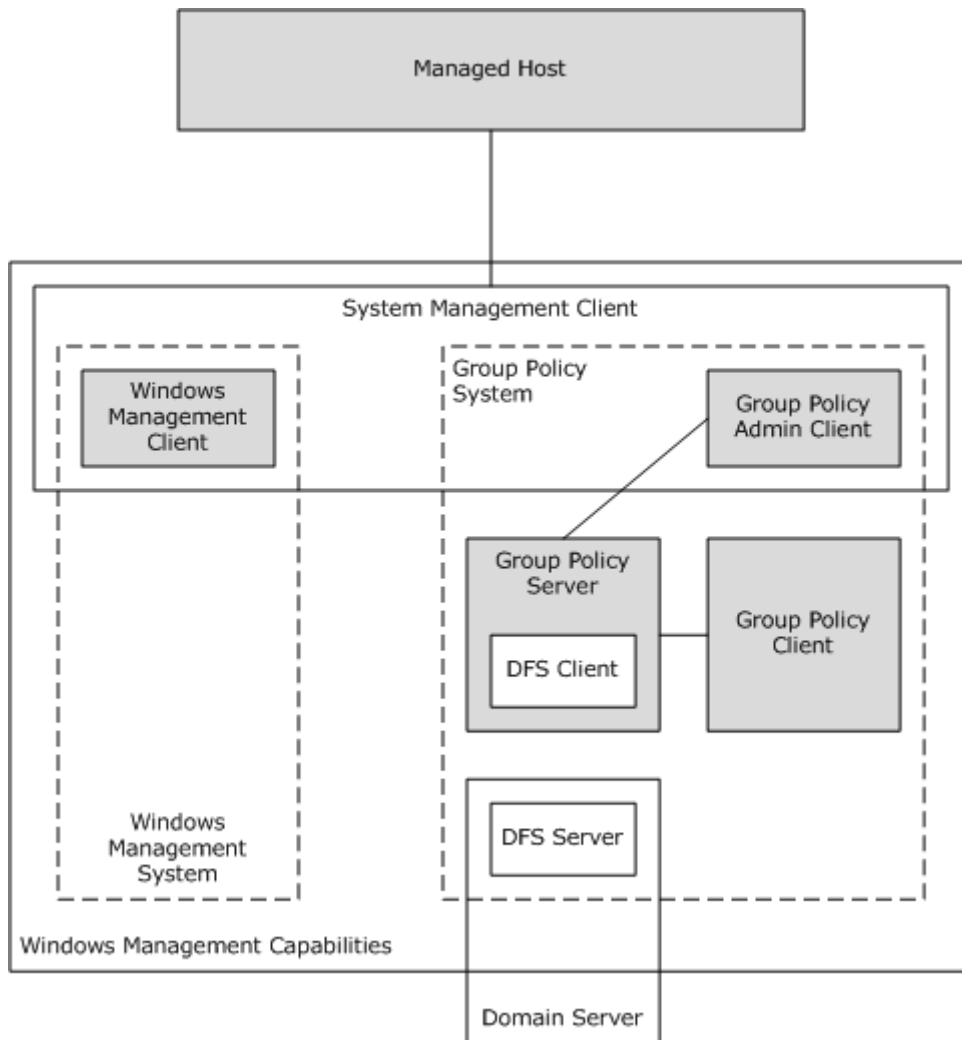 Managed Host
System Management Client
Windows
Management
Client
Group Policy
System
Group Policy
Admin Client
Group Policy
Server
DFS Client
Group Policy
Client
DFS Server
Windows
Management
System
Windows Management Capabilities
Domain Server